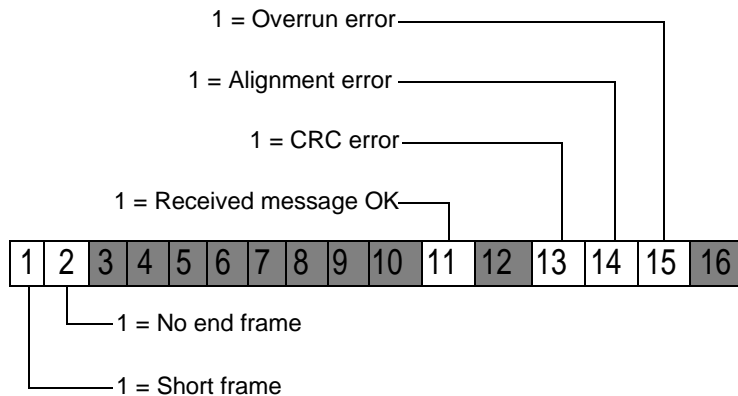 1 = Overrun error
1 = Alignment error
1 = CRC error
1 = Received message OK
1 2 3 4 5 6 7 8 9 10 11 12 13 14 15 16
1 = No end frame
1 = Short frame